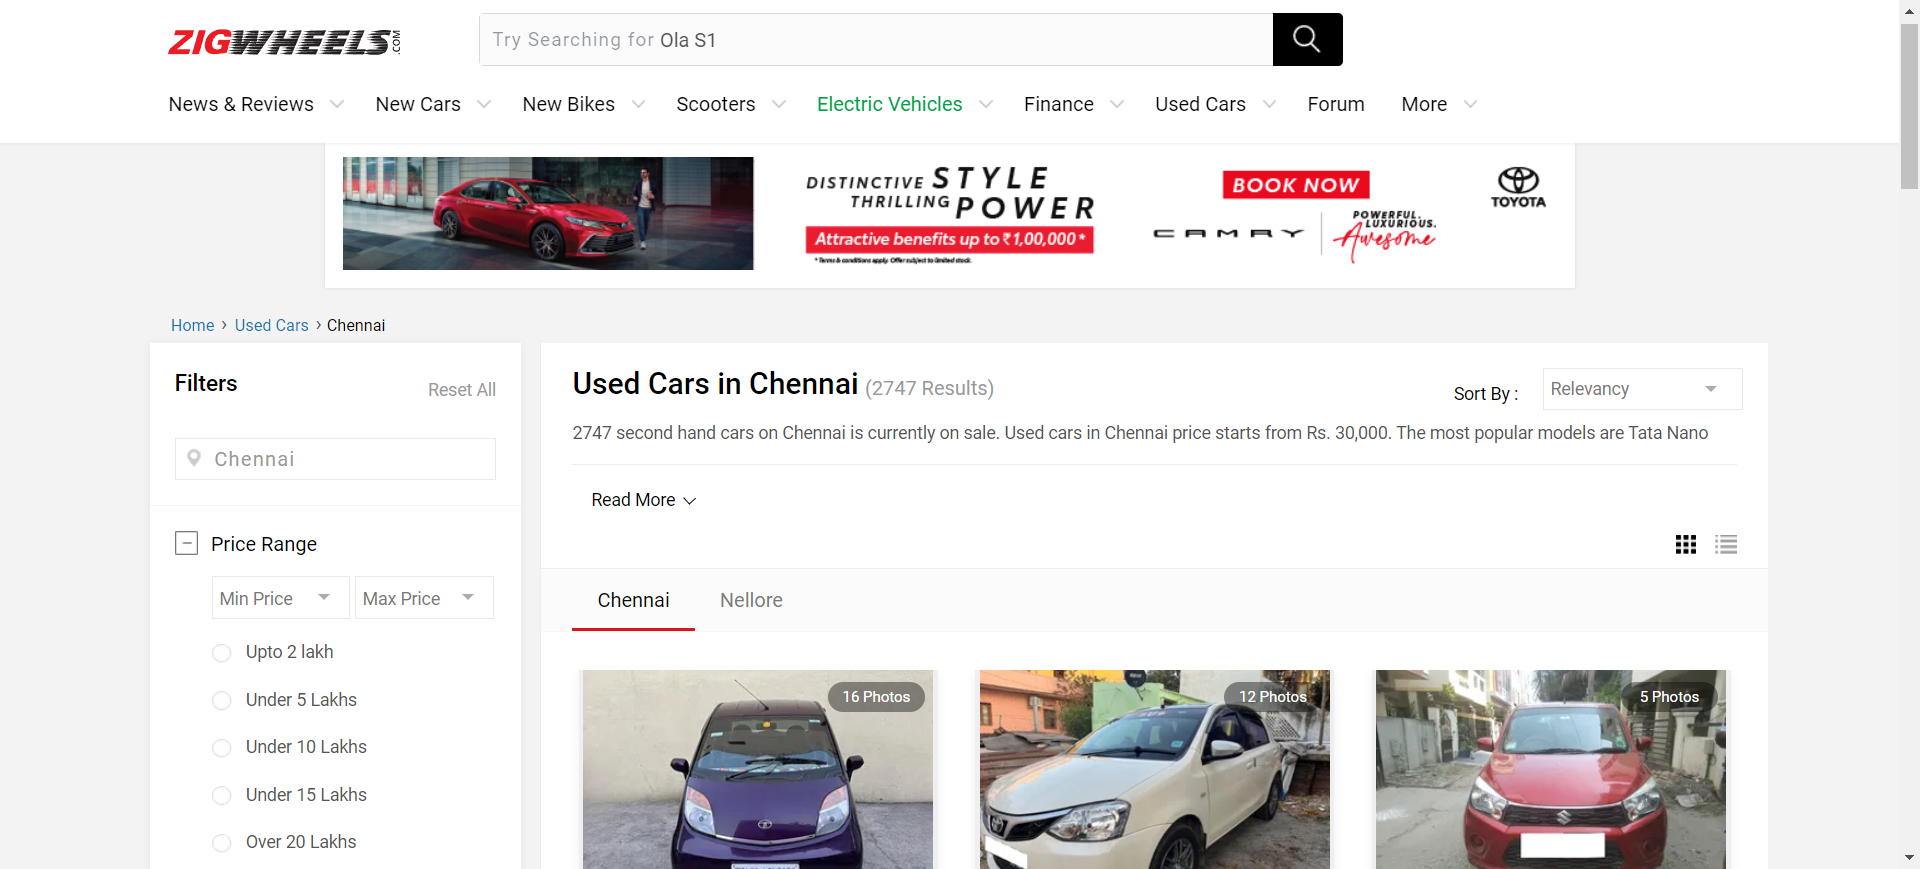 ZIGWHEELS.COM
Try Searching for Ola S1
News & Reviews New Cars New Bikes Scooters Electric Vehicles Finance Used Cars Forum More
DISTINCTIVE STYLE
THRILLING POWER
Attractive benefits up to ₹1,00,000*
*Terms & conditions apply. Offer subject to limited stock.
BOOK NOW
CAMRY
POWERFUL.
LUXURIOUS.
Awesome
TOYOTA
Home › Used Cars › Chennai
Filters
Reset All
Chennai
Price Range
Min Price Max Price
Upto 2 lakh
Under 5 Lakhs
Under 10 Lakhs
Under 15 Lakhs
Over 20 Lakhs
Used Cars in Chennai (2747 Results)
Sort By : Relevancy
2747 second hand cars on Chennai is currently on sale. Used cars in Chennai price starts from Rs. 30,000. The most popular models are Tata Nano
Read More
Chennai Nellore
16 Photos
12 Photos
5 Photos